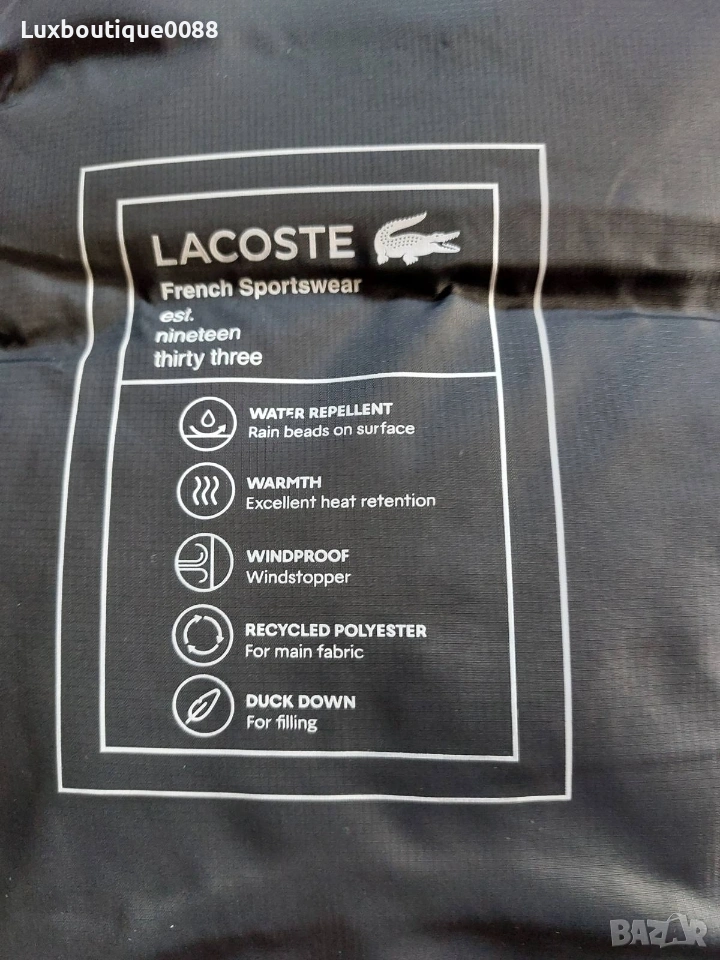 Luxboutique0088
LACOSTE
French Sportswear
est.
nineteen
thirty three
WATER REPELLENT
Rain beads on surface
WARMTH
Excellent heat retention
WINDPROOF
Windstopper
RECYCLED POLYESTER
For main fabric
DUCK DOWN
For filling
BAZAR